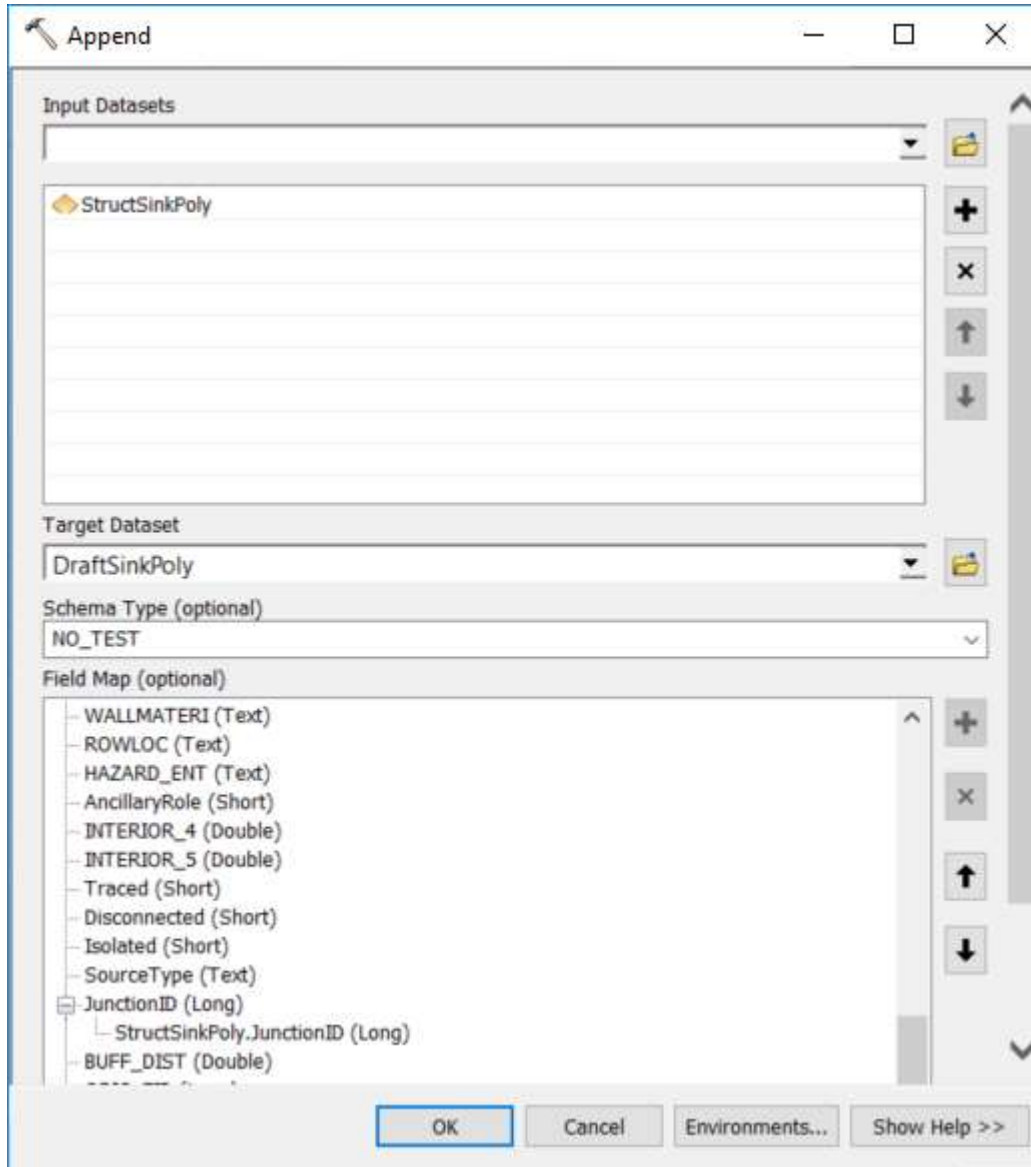 Append
Input Datasets
StructSinkPoly
Target Dataset
DraftSinkPoly
Schema Type (optional)
NO_TEST
Field Map (optional)
WALLMATERI (Text)
ROWLOC (Text)
HAZARD_ENT (Text)
AncillaryRole (Short)
INTERIOR_4 (Double)
INTERIOR_5 (Double)
Traced (Short)
Disconnected (Short)
Isolated (Short)
SourceType (Text)
JunctionID (Long)
StructSinkPoly.JunctionID (Long)
BUFF_DIST (Double)
OK Cancel Environments... Show Help >>